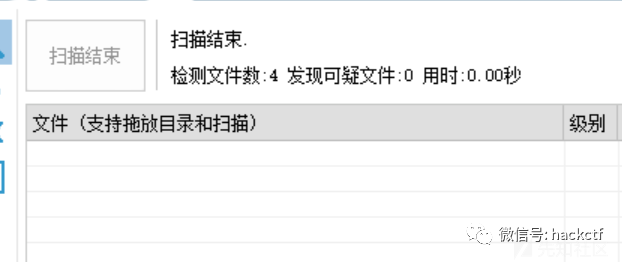 扫描结束
扫描结束.
检测文件数:4 发现可疑文件:0 用时:0.00秒
文件（支持拖放目录和扫描） 级别
微信号: hackctf